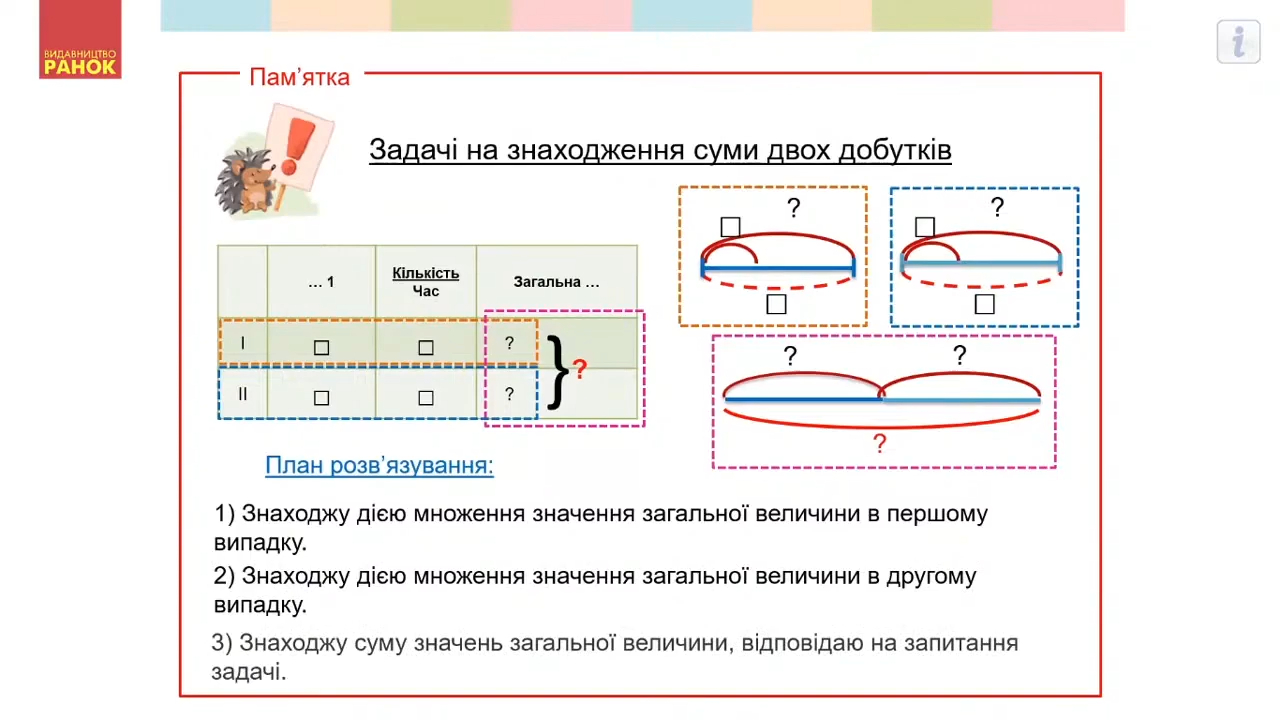 ВИДАВНИЦТВО
РАНОК
i
Пам’ятка
!
Задачі на знаходження суми двох добутків
? ?
… 1 Кількість Загальна …
Час
I □ □ ?
} ?
II □ □ ?
□ □
□ □
? ?
?
План розв’язування:
1) Знаходжу дією множення значення загальної величини в першому
випадку.
2) Знаходжу дією множення значення загальної величини в другому
випадку.
3) Знаходжу суму значень загальної величини, відповідаю на запитання
задачі.